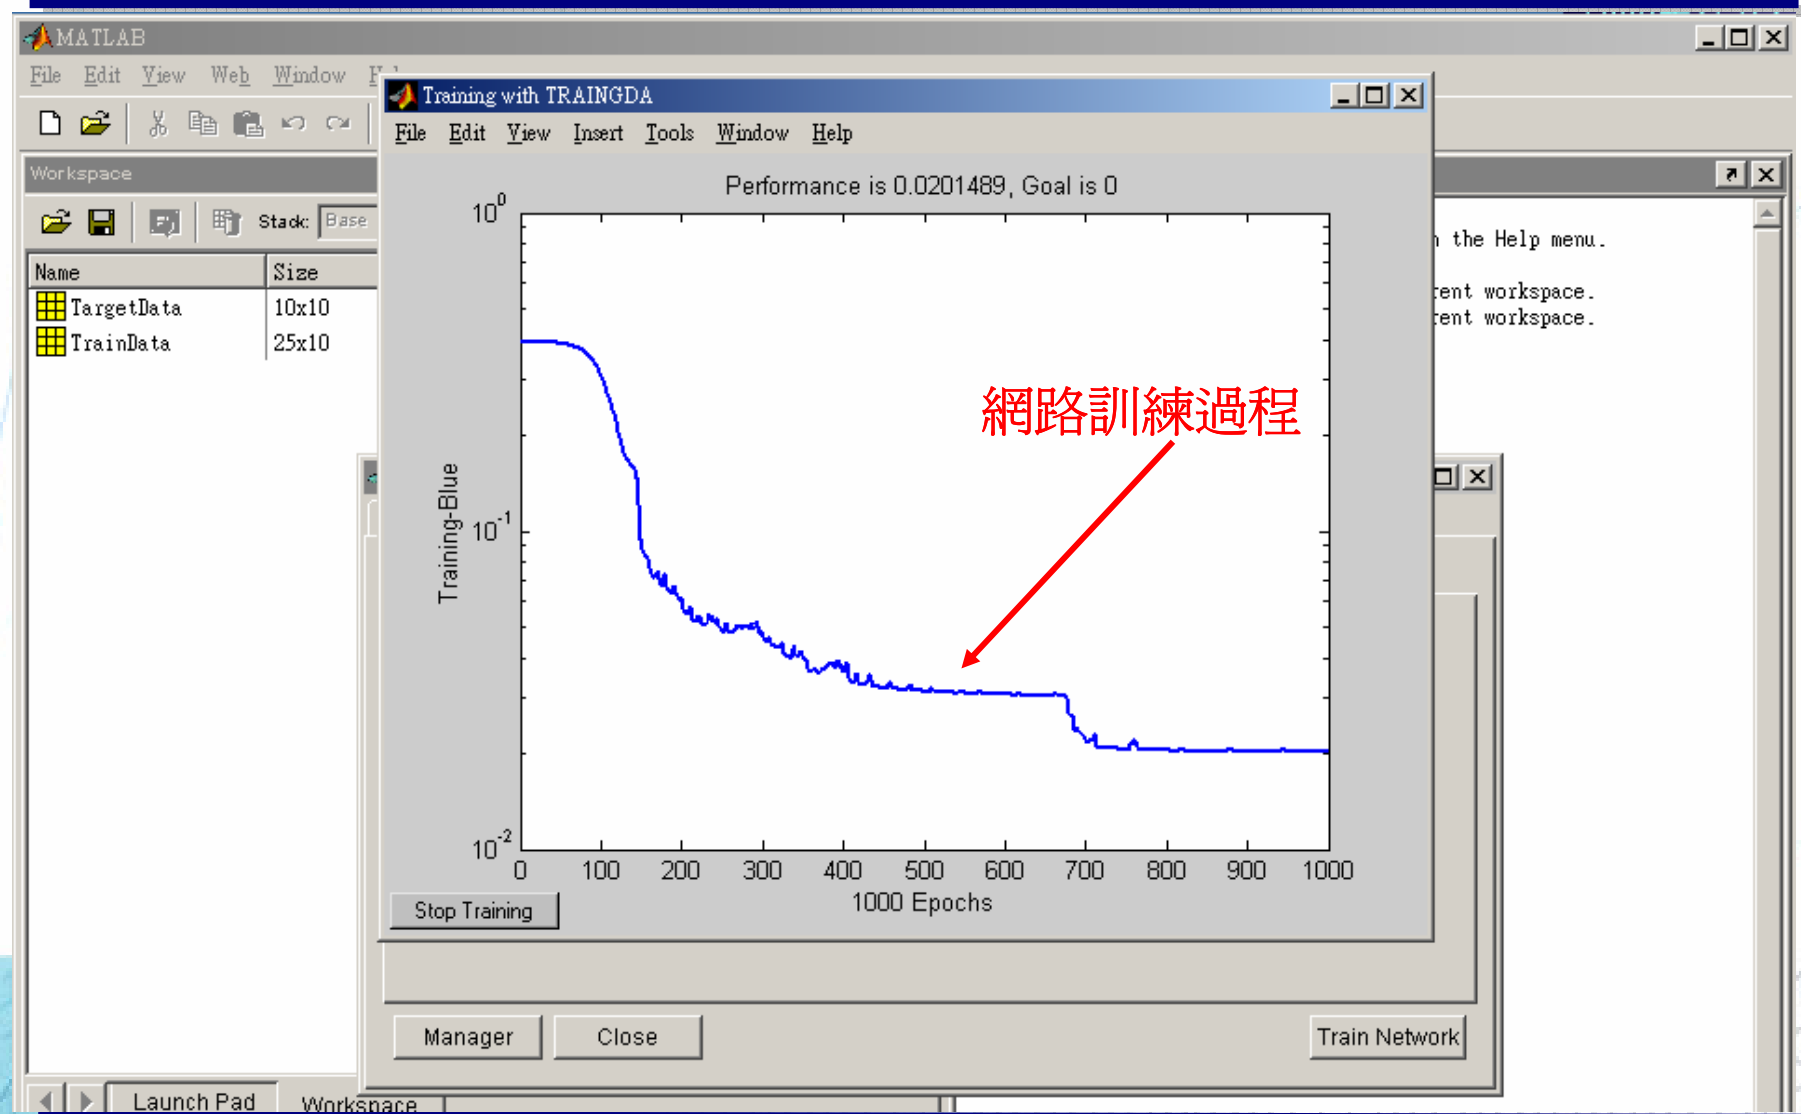 MATLAB
File Edit View Web Window
Training with TRAINGDA
File Edit View Insert Tools Window Help
Workspace
Stack: Base
Name Size
TargetData 10x10
TrainData 25x10
Performance is 0.0201489, Goal is 0
the Help menu.
rent workspace.
rent workspace.
網路訓練過程
Training-Blue
10^0
10^-1
10^-2
0 100 200 300 400 500 600 700 800 900 1000
1000 Epochs
Stop Training
Manager Close Train Network
Launch Pad Workspace